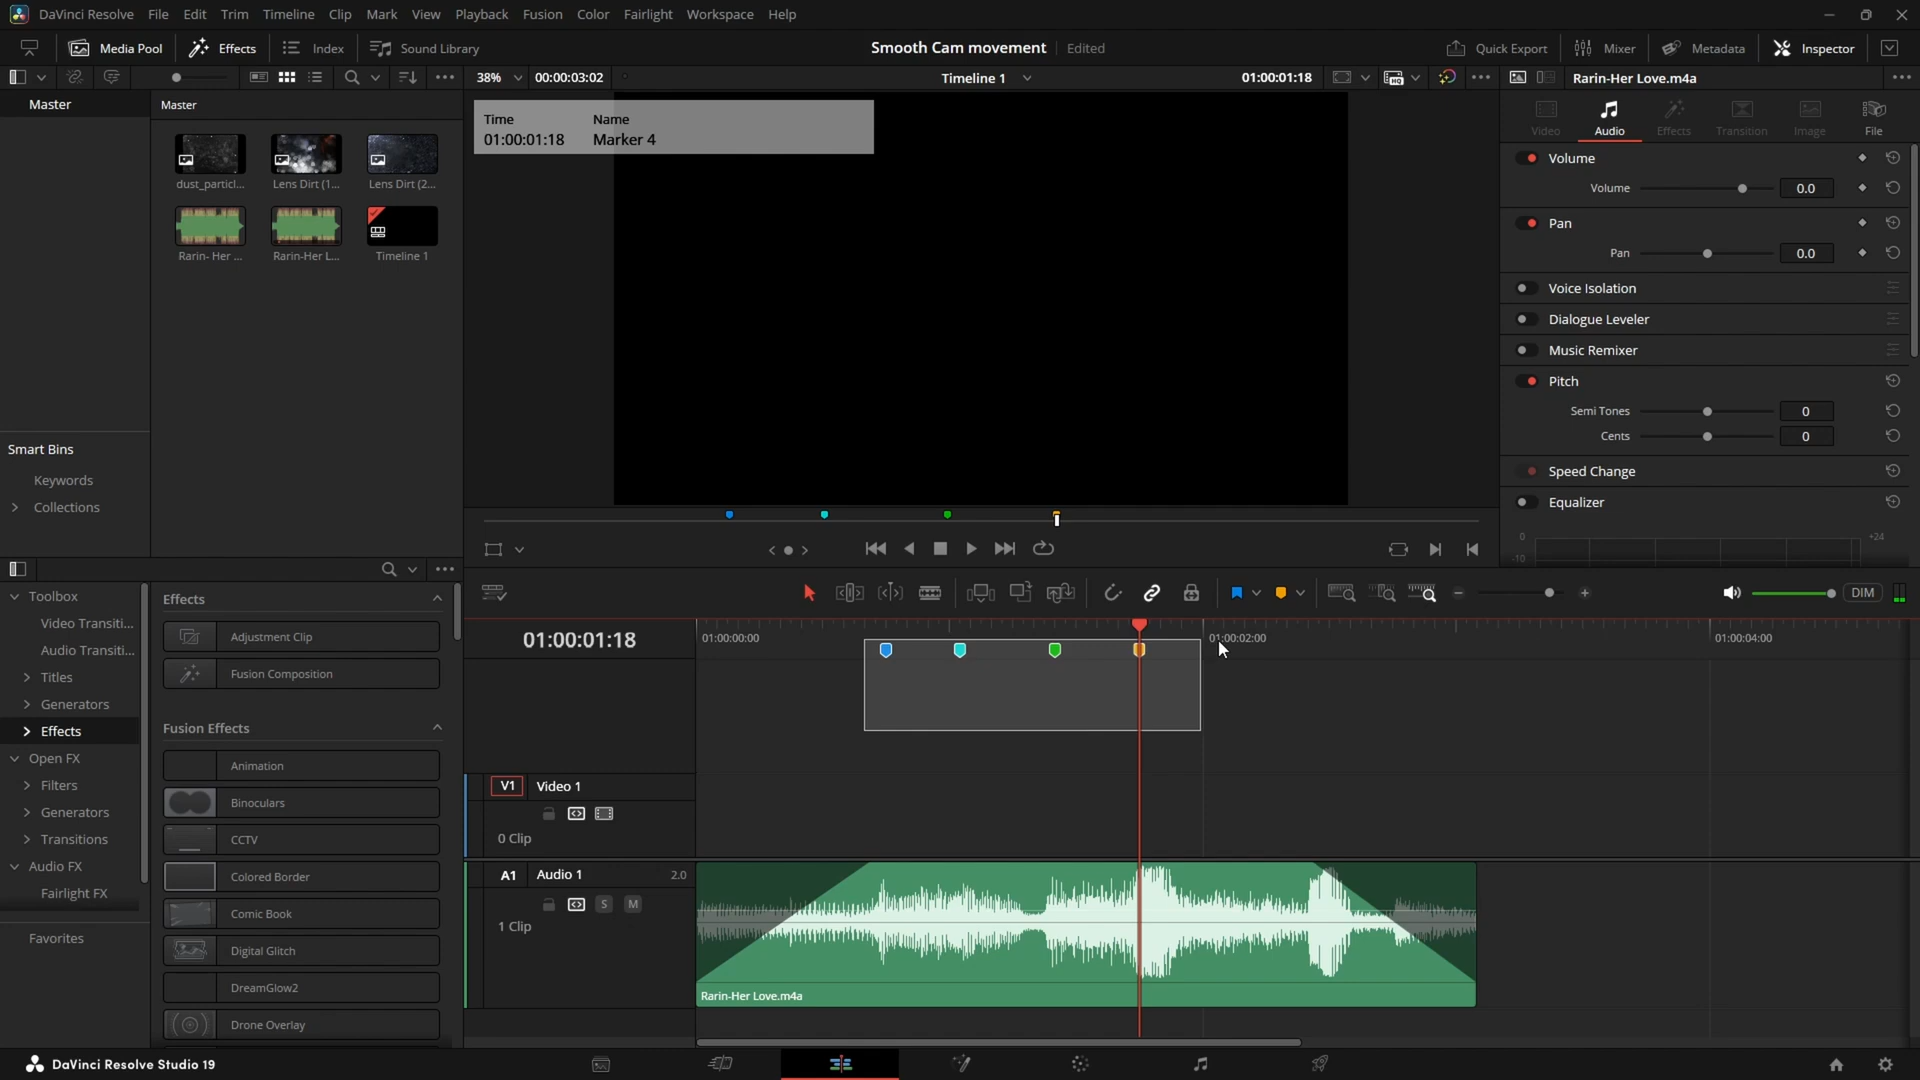 DaVinci Resolve File Edit Trim Timeline Clip Mark View Playback Fusion Color Fairlight Workspace Help
Media Pool Effects Index Sound Library Smooth Cam movement Edited Quick Export Mixer Metadata Inspector
38% 00:00:03:02 Timeline 1 01:00:01:18 Rarin-Her Love.m4a
Master Master
Time Name
01:00:01:18 Marker 4
Video Audio Effects Transition Image File
dust_particl... Lens Dirt (1... Lens Dirt (2...
Rarin- Her ... Rarin-Her L... Timeline 1
Volume
Volume 0.0
Pan
Pan 0.0
Voice Isolation
Dialogue Leveler
Music Remixer
Pitch
Semi Tones 0
Cents 0
Speed Change
Equalizer
0 +24
-10
Smart Bins
Keywords
Collections
Toolbox
Video Transiti...
Audio Transiti...
Titles
Generators
Effects
Open FX
Filters
Generators
Transitions
Audio FX
Fairlight FX
Favorites
Effects
Adjustment Clip
Fusion Composition
Fusion Effects
Animation
Binoculars
CCTV
Colored Border
Comic Book
Digital Glitch
DreamGlow2
Drone Overlay
DIM
01:00:01:18 01:00:00:00 01:00:02:00 01:00:04:00
V1 Video 1
0 Clip
A1 Audio 1 2.0
S M
1 Clip
Rarin-Her Love.m4a
DaVinci Resolve Studio 19